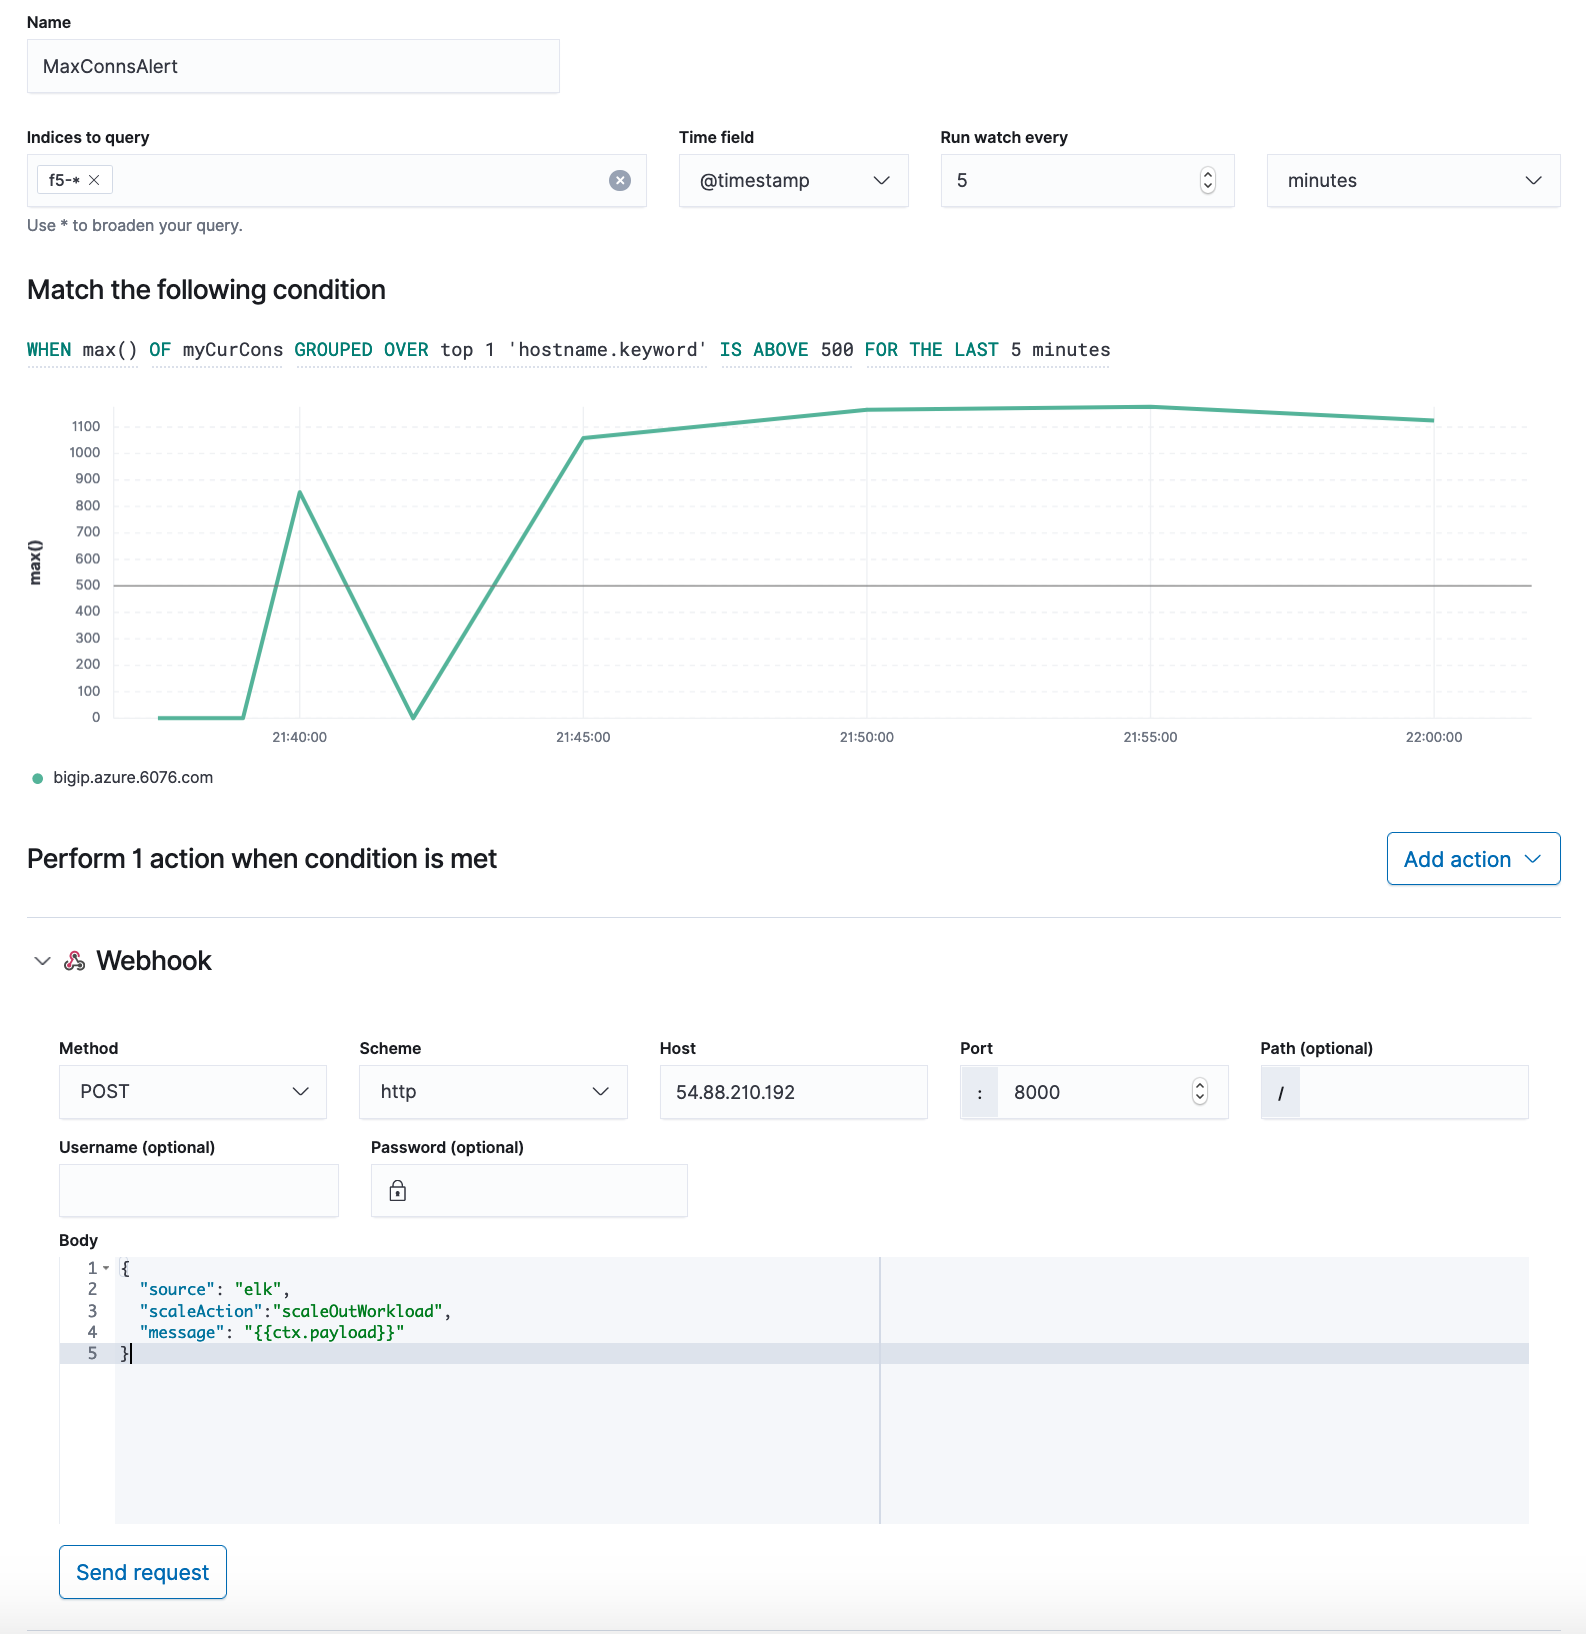 Name
MaxConnsAlert
Indices to query
Time field
Run watch every
f5-*
@timestamp
5
minutes
Use * to broaden your query.
Match the following condition
WHEN max() OF myCurCons GROUPED OVER top 1 'hostname.keyword' IS ABOVE 500 FOR THE LAST 5 minutes
max()
1100
1000
900
800
700
600
500
400
300
200
100
0
21:40:00
21:45:00
21:50:00
21:55:00
22:00:00
bigip.azure.6076.com
Perform 1 action when condition is met
Add action
Webhook
Method
Scheme
Host
Port
Path (optional)
POST
http
54.88.210.192
:
8000
/
Username (optional)
Password (optional)
Body
1 {
2 "source": "elk",
3 "scaleAction":"scaleOutWorkload",
4 "message": "{{ctx.payload}}"
5 }
Send request